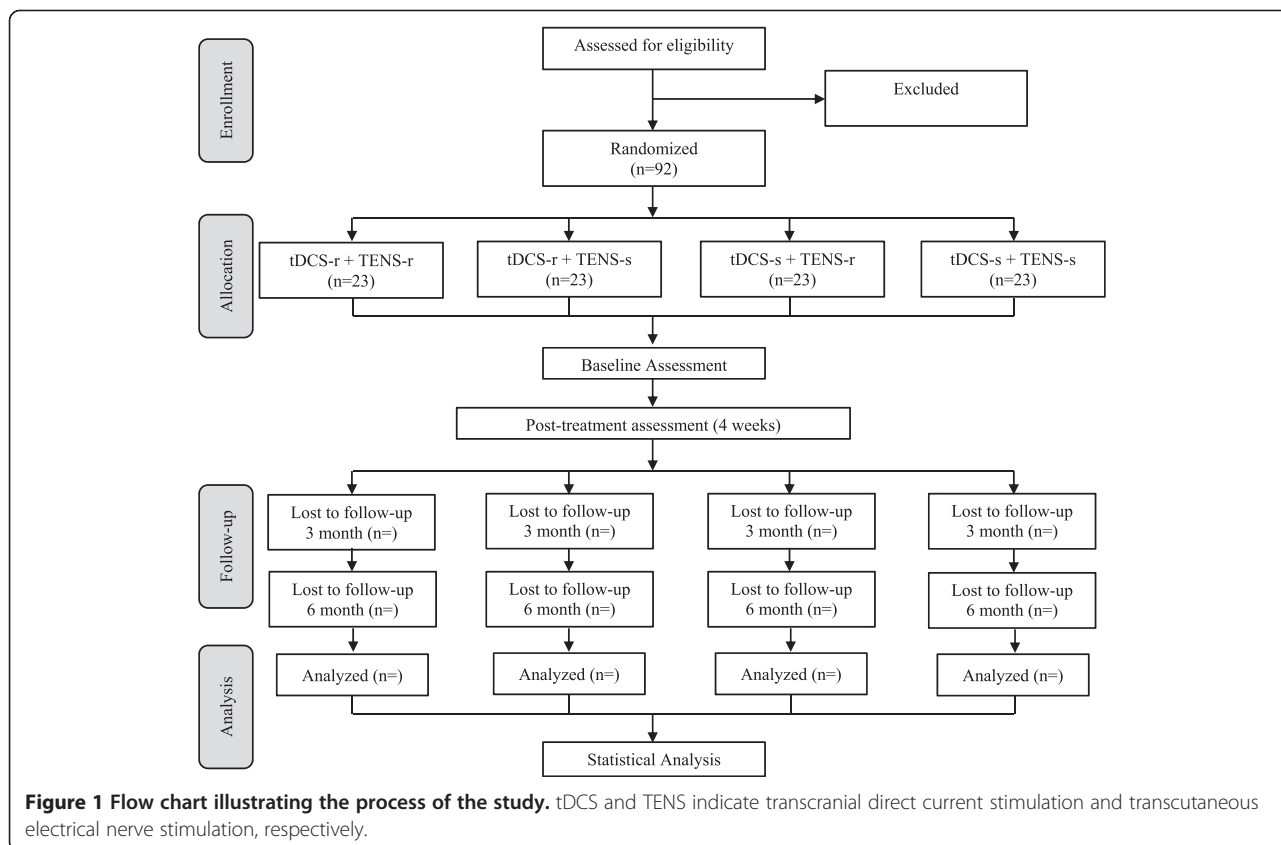 Enrollment
Assessed for eligibility
Excluded
Randomized
(n=92)
Allocation
tDCS-r + TENS-r
(n=23)
tDCS-r + TENS-s
(n=23)
tDCS-s + TENS-r
(n=23)
tDCS-s + TENS-s
(n=23)
Baseline Assessment
Post-treatment assessment (4 weeks)
Follow-up
Lost to follow-up
3 month (n=)
Lost to follow-up
3 month (n=)
Lost to follow-up
3 month (n=)
Lost to follow-up
3 month (n=)
Lost to follow-up
6 month (n=)
Lost to follow-up
6 month (n=)
Lost to follow-up
6 month (n=)
Lost to follow-up
6 month (n=)
Analysis
Analyzed (n=)
Analyzed (n=)
Analyzed (n=)
Analyzed (n=)
Statistical Analysis
Figure 1 Flow chart illustrating the process of the study. tDCS and TENS indicate transcranial direct current stimulation and transcutaneous
electrical nerve stimulation, respectively.